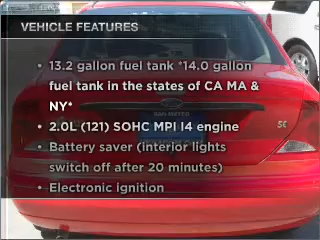 VEHICLE FEATURES
• 13.2 gallon fuel tank *14.0 gallon
fuel tank in the states of CA MA &
NY*
• 2.0L (121) SOHC MPI I4 engine
• Battery saver (interior lights
switch off after 20 minutes)
• Electronic ignition
SE